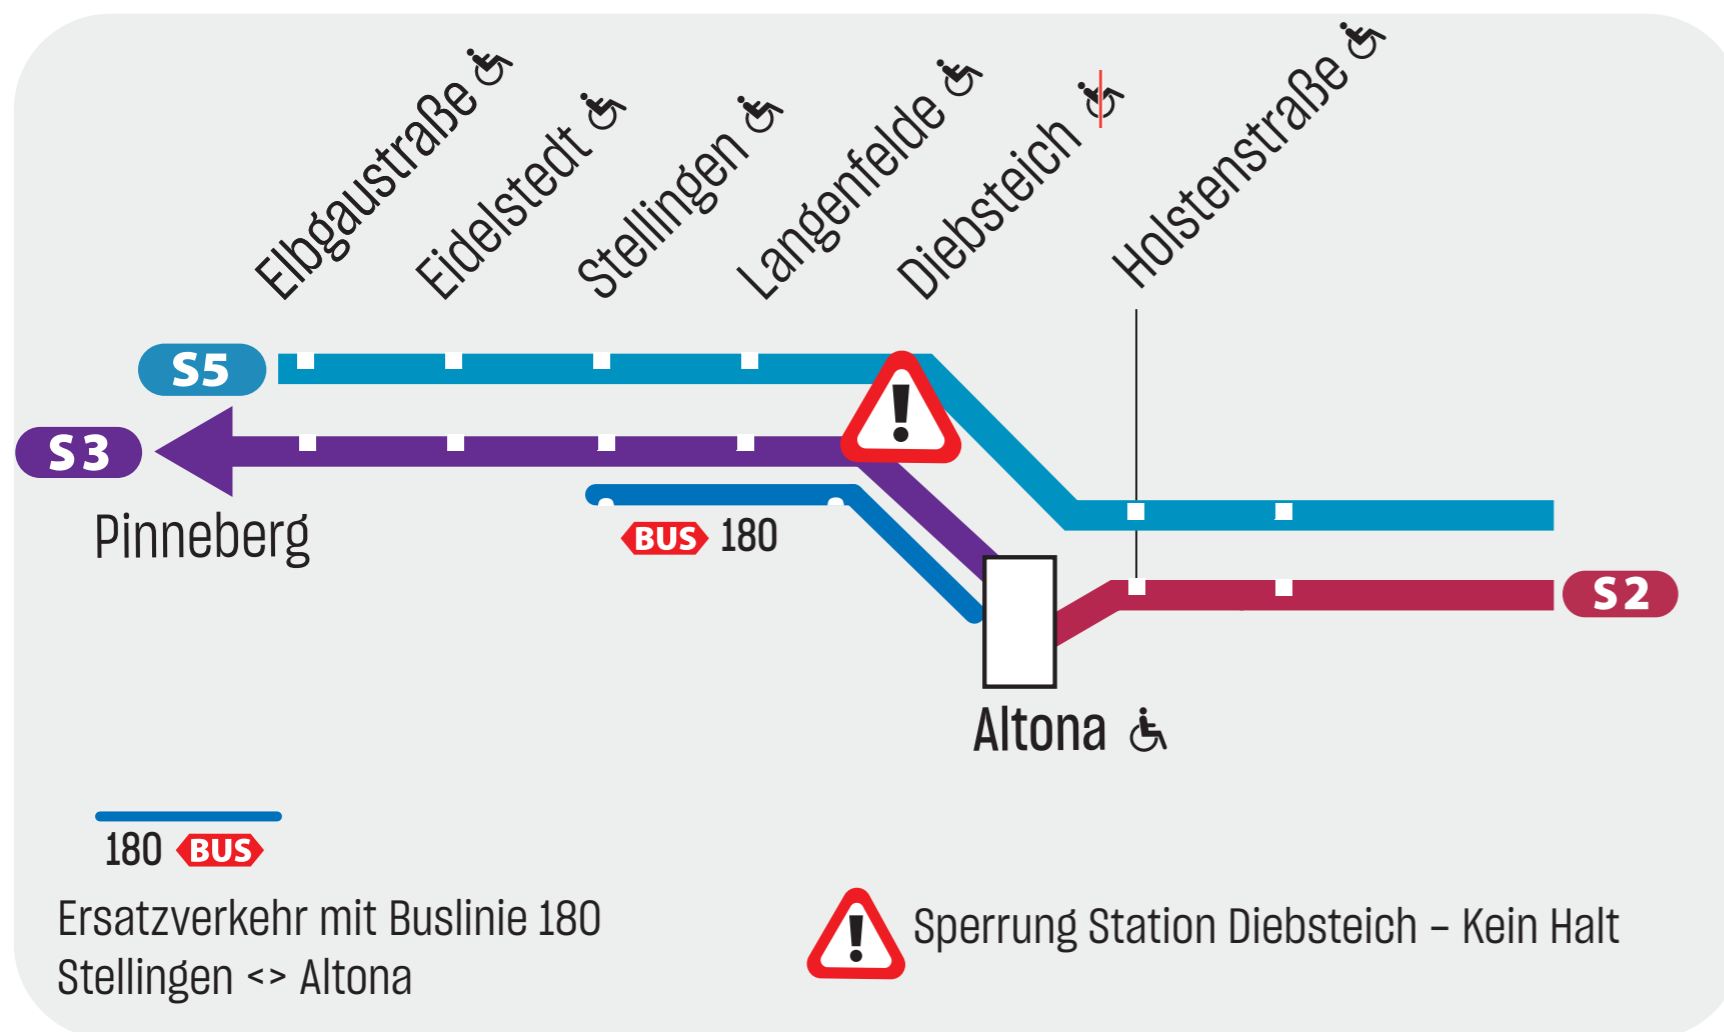 Elbgaustraße
Eidelstedt
Stellingen
Langenfelde
Diebsteich
Holstenstraße
S5
S3
Pinneberg
BUS 180
S2
Altona
180 BUS
Ersatzverkehr mit Buslinie 180
Stellingen <> Altona
Sperrung Station Diebsteich – Kein Halt